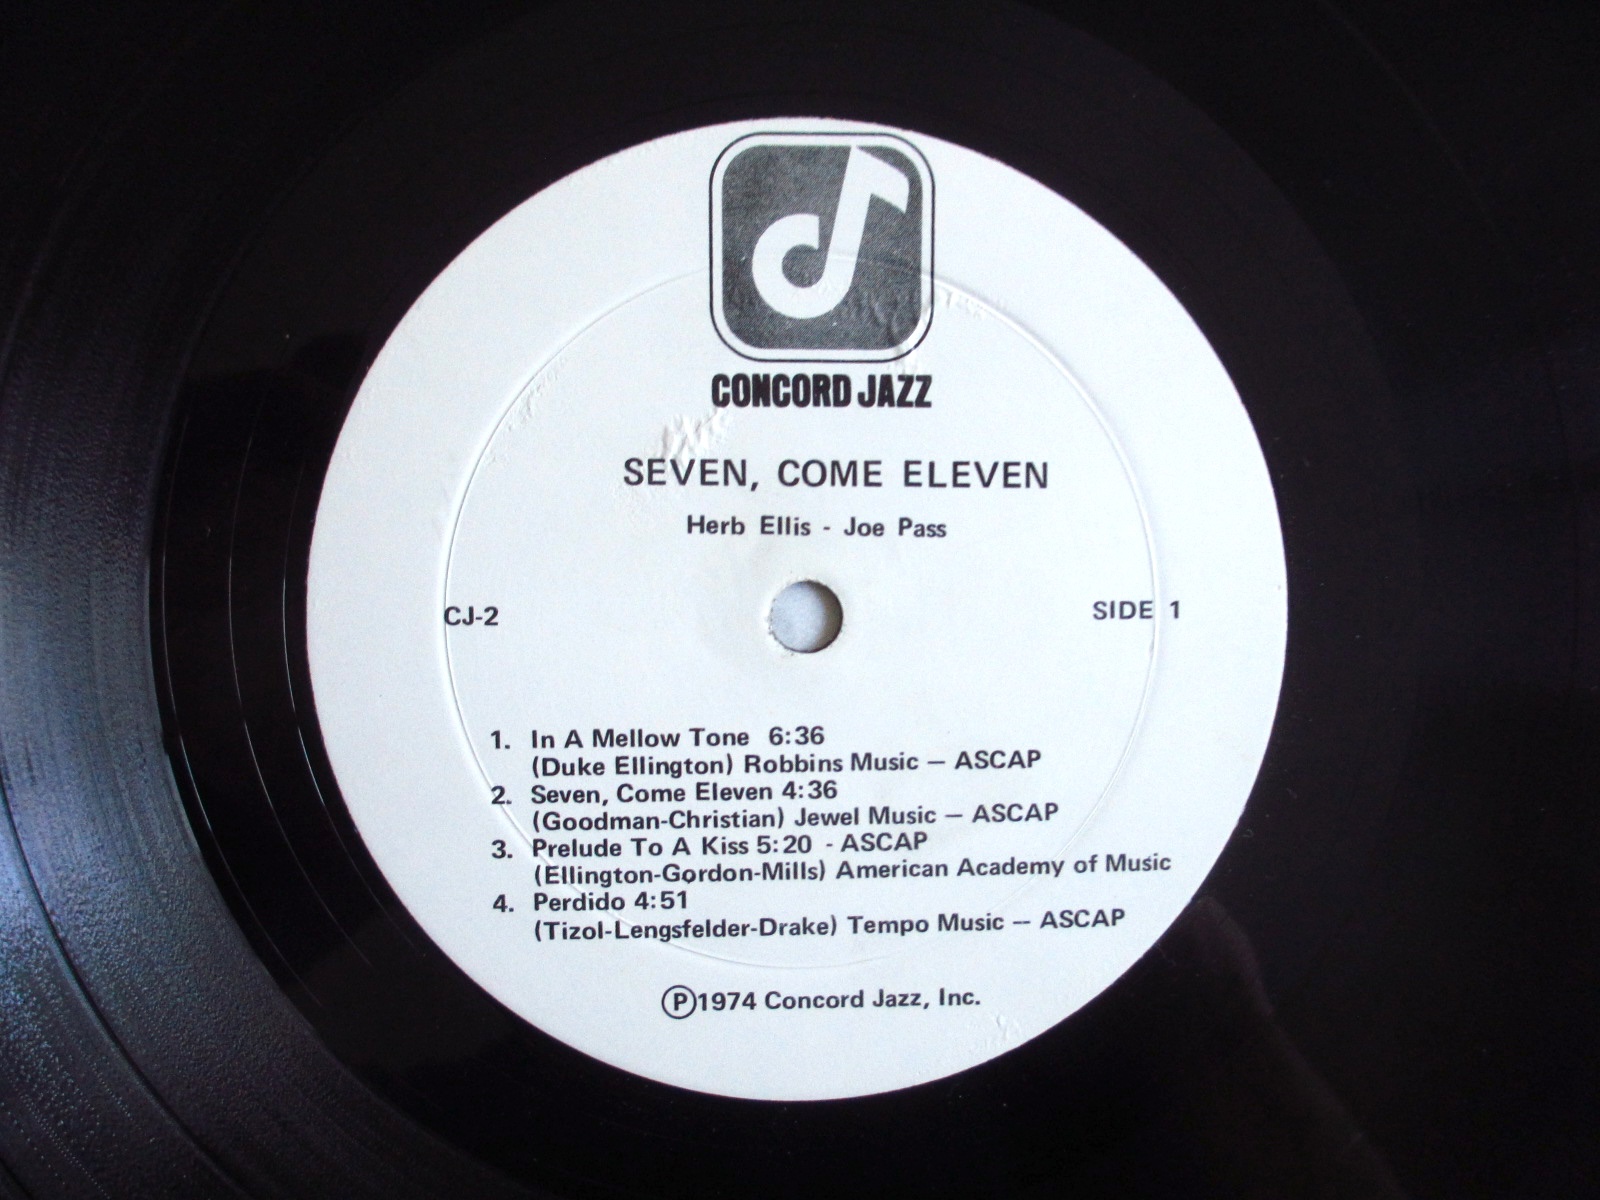 CONCORD JAZZ
SEVEN, COME ELEVEN
Herb Ellis - Joe Pass
CJ-2
SIDE 1
1. In A Mellow Tone 6:36
(Duke Ellington) Robbins Music — ASCAP
2. Seven, Come Eleven 4:36
(Goodman-Christian) Jewel Music — ASCAP
3. Prelude To A Kiss 5:20 - ASCAP
(Ellington-Gordon-Mills) American Academy of Music
4. Perdido 4:51
(Tizol-Lengsfelder-Drake) Tempo Music — ASCAP
Ⓟ1974 Concord Jazz, Inc.